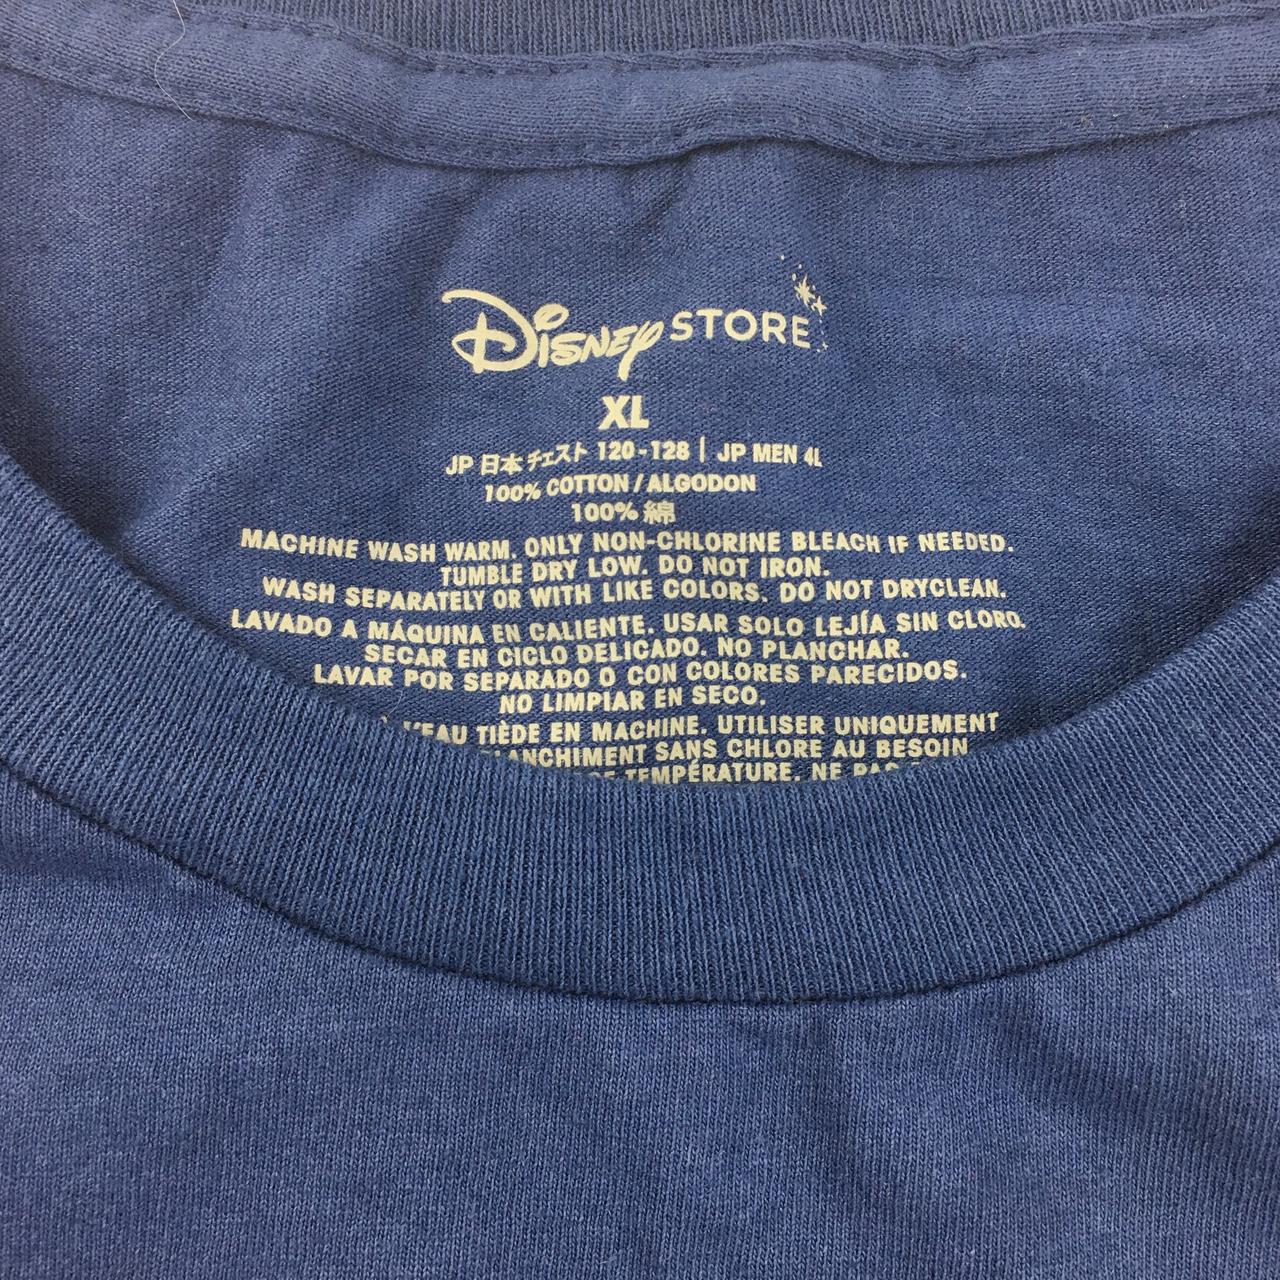 Disney STORE
XL
JP 日本 チェスト 120-128 | JP MEN 4L
100% COTTON / ALGODON
100% 綿
MACHINE WASH WARM. ONLY NON-CHLORINE BLEACH IF NEEDED.
TUMBLE DRY LOW. DO NOT IRON.
WASH SEPARATELY OR WITH LIKE COLORS. DO NOT DRYCLEAN.
LAVADO A MÁQUINA EN CALIENTE. USAR SOLO LEJÍA SIN CLORO.
SECAR EN CICLO DELICADO. NO PLANCHAR.
LAVAR POR SEPARADO O CON COLORES PARECIDOS.
NO LIMPIAR EN SECO.
L'EAU TIÈDE EN MACHINE. UTILISER UNIQUEMENT
SANS CHLORE AU BESOIN
TEMPÉRATURE. NE